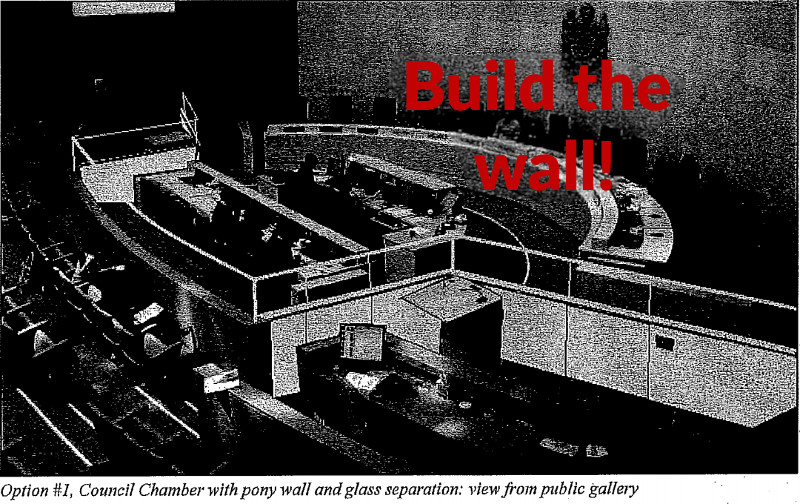 Build the
wall!
Option #1, Council Chamber with pony wall and glass separation: view from public gallery